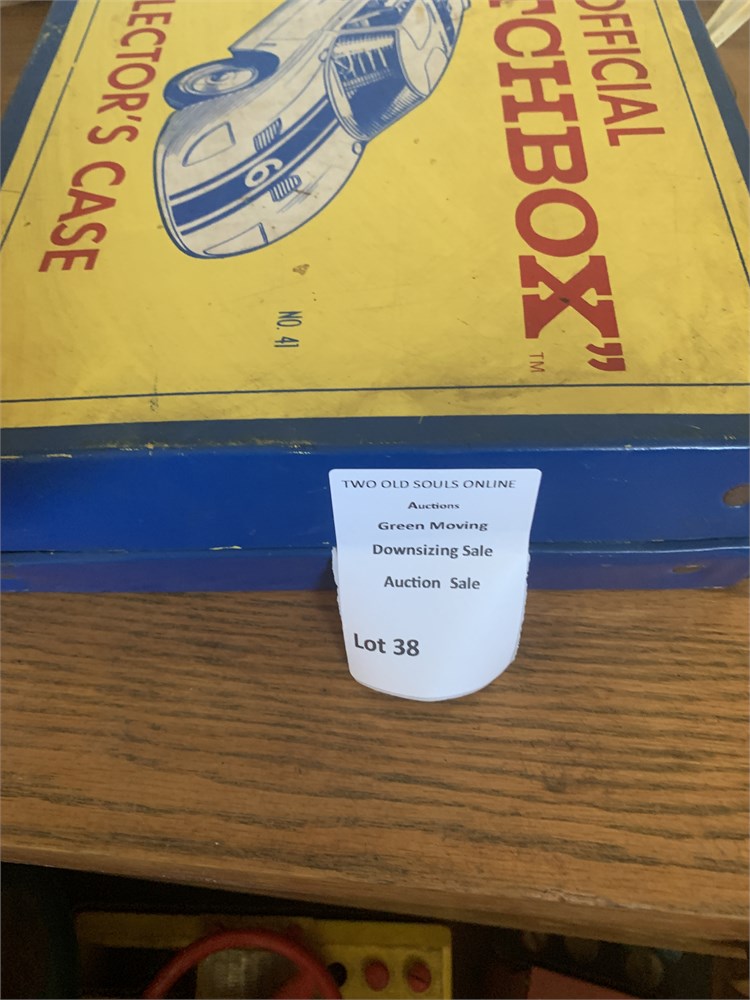 OFFICIAL
TCHBOX”
TM
LECTOR'S CASE
6
NO. 41
TWO OLD SOULS ONLINE
Auctions
Green Moving
Downsizing Sale
Auction Sale
Lot 38